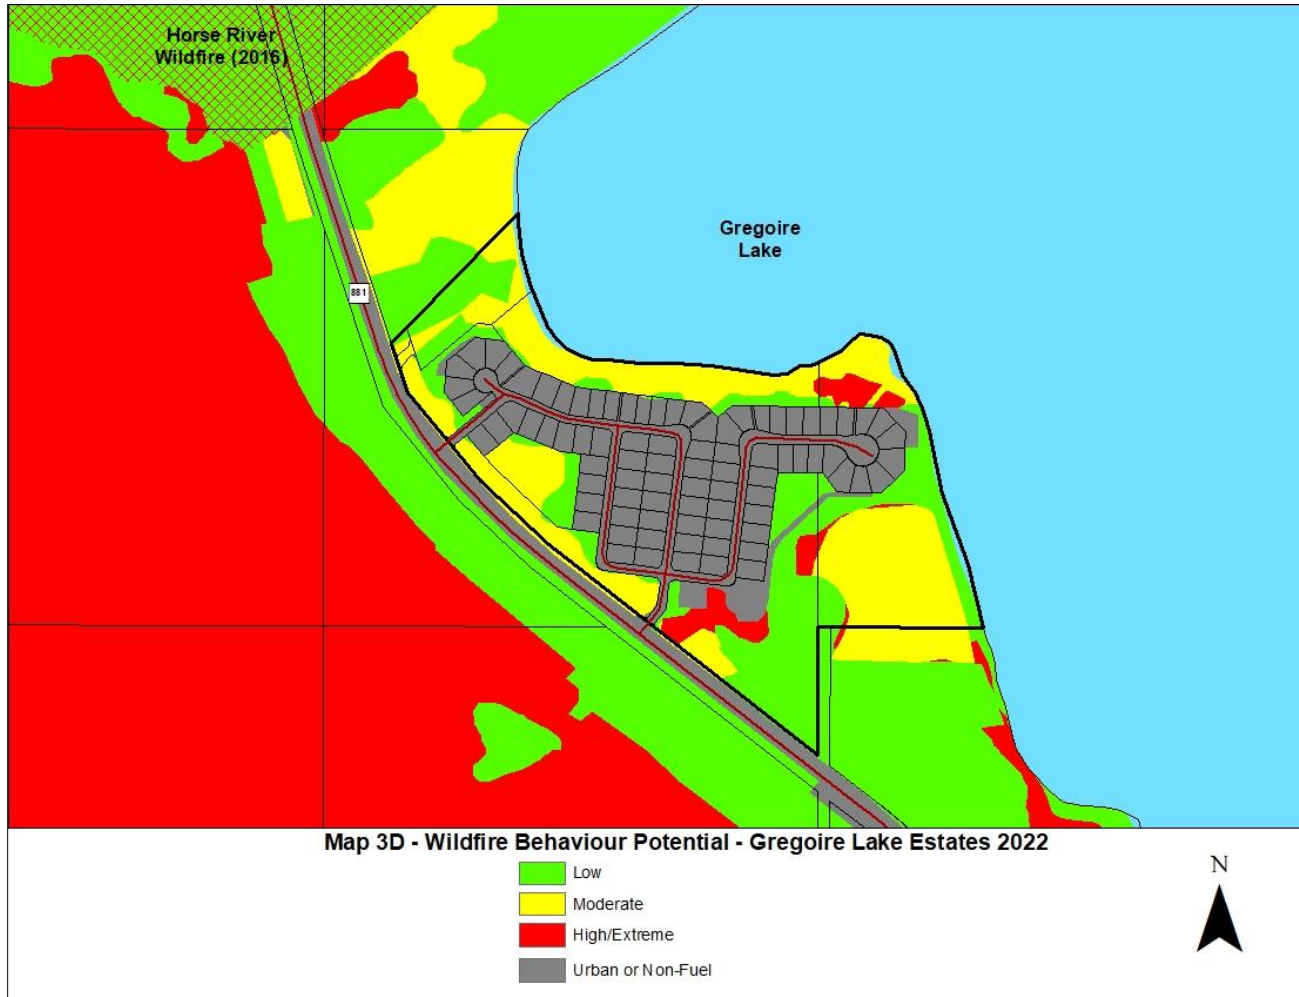 Horse River
Wildfire (2016)
Gregoire
Lake
881
Map 3D - Wildfire Behaviour Potential - Gregoire Lake Estates 2022
Low
Moderate
High/Extreme
Urban or Non-Fuel
N